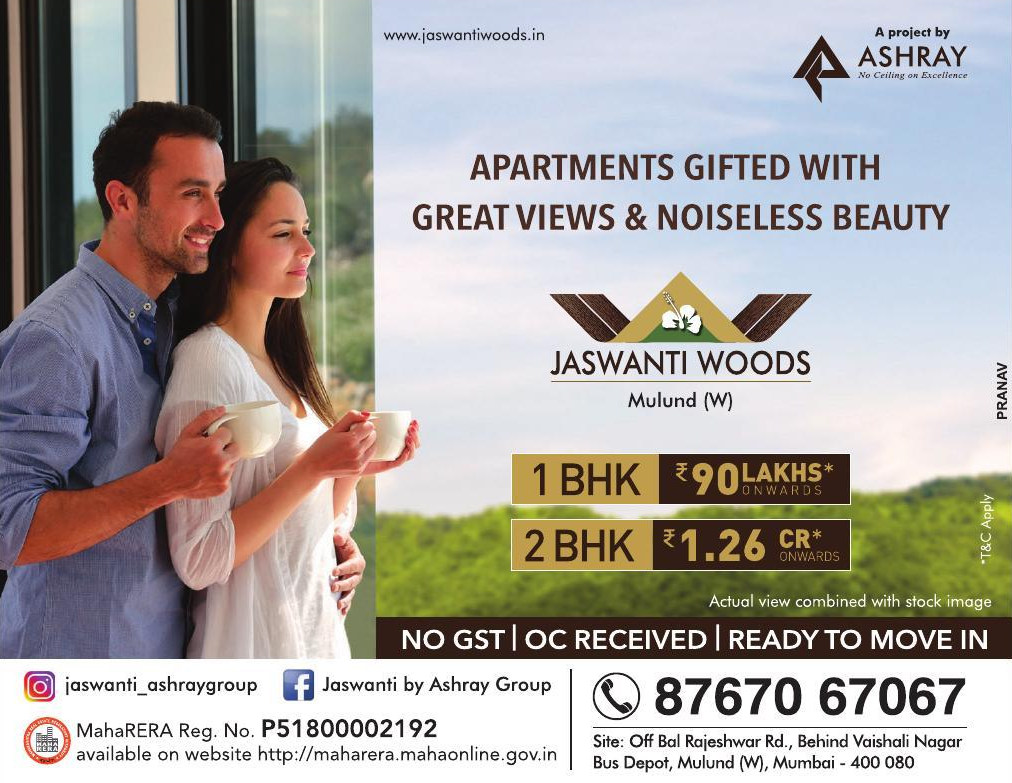 www.jaswantiwoods.in
A project by
ASHRAY
No Ceiling on Excellence
APARTMENTS GIFTED WITH
GREAT VIEWS & NOISELESS BEAUTY
JASWANTI WOODS
Mulund (W)
PRANAV
1 BHK ₹90 LAKHS* ONWARDS
2 BHK ₹1.26 CR* ONWARDS
*T&C Apply
Actual view combined with stock image
NO GST | OC RECEIVED | READY TO MOVE IN
jaswanti_ashraygroup Jaswanti by Ashray Group
MahaRERA Reg. No. P51800002192
available on website http://maharera.mahaonline.gov.in
MAHA
RERA
87670 67067
Site: Off Bal Rajeshwar Rd., Behind Vaishali Nagar
Bus Depot, Mulund (W), Mumbai - 400 080